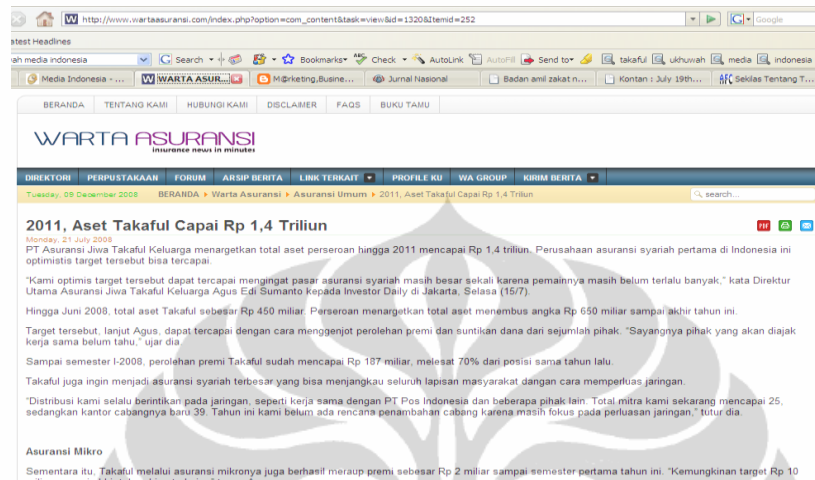 http://www.wartaasuransi.com/index.php?option=com_content&task=view&id=1320&Itemid=252
Google
atest Headlines
ah media indonesia Search Bookmarks Check AutoLink AutoFill Send to takaful ukhuwah media indonesia
Media Indonesia - ... WARTA ASUR... M@rketing,Busine... Jurnal Nasional Badan amil zakat n... Kontan : July 19th... Seklas Tentang T...
BERANDA TENTANG KAMI HUBUNGI KAMI DISCLAIMER FAQS BUKU TAMU
WARTA ASURANSI
insurance news in minutes
DIREKTORI PERPUSTAKAAN FORUM ARSIP BERITA LINK TERKAIT PROFILE KU WA GROUP KIRIM BERITA
Tuesday, 09 December 2008 BERANDA Warta Asuransi Asuransi Umum 2011, Aset Takaful Capai Rp 1,4 Triliun search...
2011, Aset Takaful Capai Rp 1,4 Triliun
PDF
Monday, 21 July 2008
PT Asuransi Jiwa Takaful Keluarga menargetkan total aset perseroan hingga 2011 mencapai Rp 1,4 triliun. Perusahaan asuransi syariah pertama di Indonesia ini
optimistis target tersebut bisa tercapai.
"Kami optimis target tersebut dapat tercapai mengingat pasar asuransi syariah masih besar sekali karena pemainnya masih belum terlalu banyak," kata Direktur
Utama Asuransi Jiwa Takaful Keluarga Agus Edi Sumanto kepada Investor Daily di Jakarta, Selasa (15/7).
Hingga Juni 2008, total aset Takaful sebesar Rp 450 miliar. Perseroan menargetkan total aset menembus angka Rp 650 miliar sampai akhir tahun ini.
Target tersebut, lanjut Agus, dapat tercapai dengan cara menggenjot perolehan premi dan suntikan dana dari sejumlah pihak. "Sayangnya pihak yang akan diajak
kerja sama belum tahu," ujar dia.
Sampai semester I-2008, perolehan premi Takaful sudah mencapai Rp 187 miliar, melesat 70% dari posisi sama tahun lalu.
Takaful juga ingin menjadi asuransi syariah terbesar yang bisa menjangkau seluruh lapisan masyarakat dengan cara memperluas jaringan.
"Distribusi kami selalu berintikan pada jaringan, seperti kerja sama dengan PT Pos Indonesia dan beberapa pihak lain. Total mitra kami sekarang mencapai 25,
sedangkan kantor cabangnya baru 39. Tahun ini kami belum ada rencana penambahan cabang karena masih fokus pada perluasan jaringan," tutur dia.
Asuransi Mikro
Sementara itu, Takaful melalui asuransi mikronya juga berhasil meraup premi sebesar Rp 2 miliar sampai semester pertama tahun ini. "Kemungkinan target Rp 10